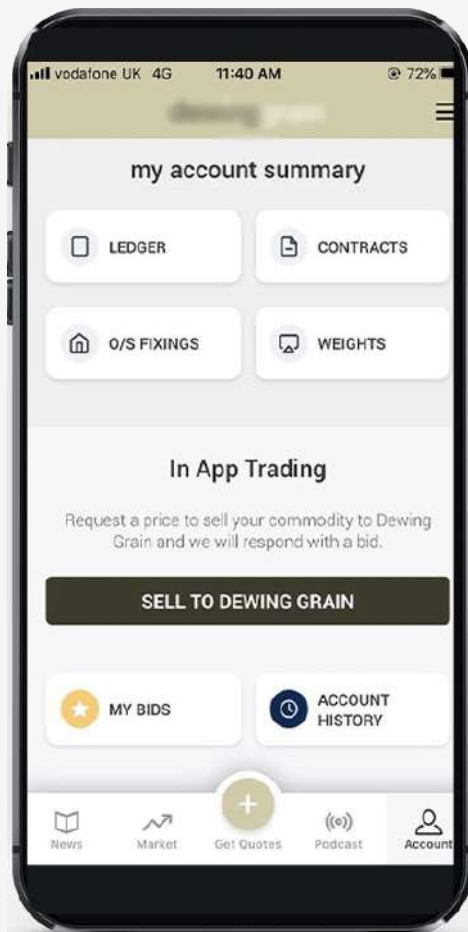 vodafone UK 4G 11:40 AM 72%
my account summary
LEDGER
CONTRACTS
O/S FIXINGS
WEIGHTS
In App Trading
Request a price to sell your commodity to Dewing
Grain and we will respond with a bid.
SELL TO DEWING GRAIN
MY BIDS
ACCOUNT
HISTORY
News
Market
Get Quotes
Podcast
Account